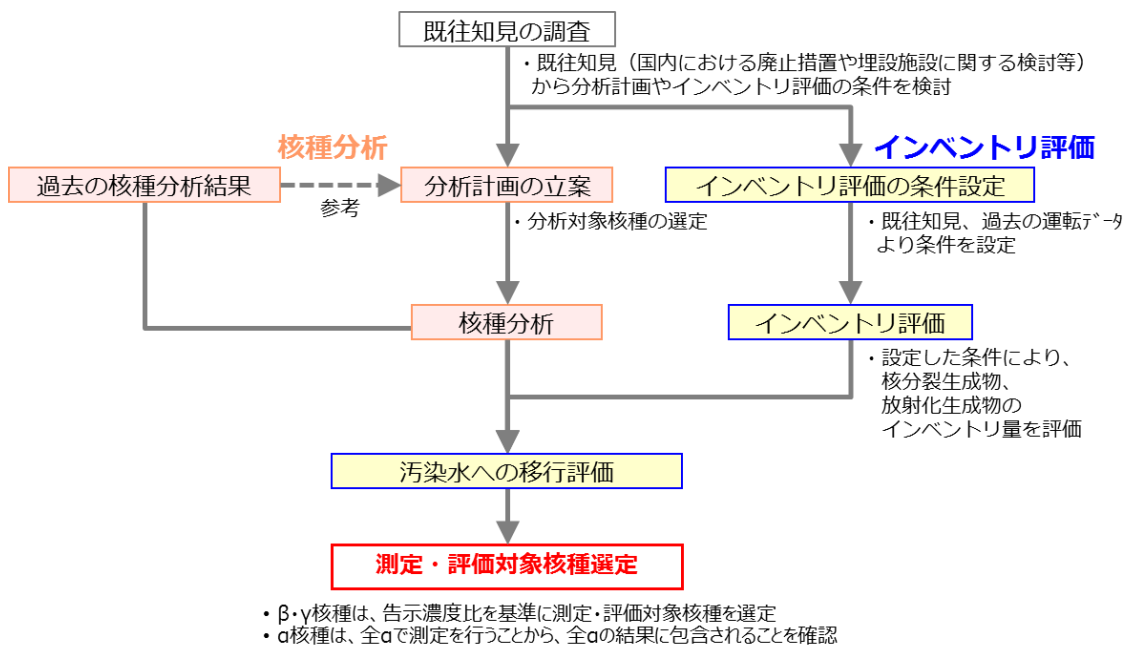 既往知見の調査
・既往知見（国内における廃止措置や埋設施設に関する検討等）
から分析計画やインベントリ評価の条件を検討
核種分析
インベントリ評価
過去の核種分析結果
参考
分析計画の立案
インベントリ評価の条件設定
・分析対象核種の選定
・既往知見、過去の運転ﾃﾞｰﾀ
より条件を設定
核種分析
インベントリ評価
・設定した条件により、
核分裂生成物、
放射化生成物の
インベントリ量を評価
汚染水への移行評価
測定・評価対象核種選定
• β・γ核種は、告示濃度比を基準に測定・評価対象核種を選定
• α核種は、全αで測定を行うことから、全αの結果に包含されることを確認